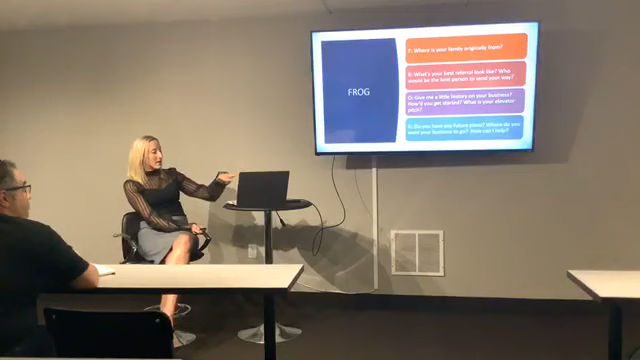 FROG
F: Where is your family originally from?
R: What's your best referral look like? Who
would be the best person to send your way?
O: Give me a little history on your business?
How'd you get started? What is your elevator
pitch?
G: Do you have any future plans? Where do you
want your business to go? How can I help?